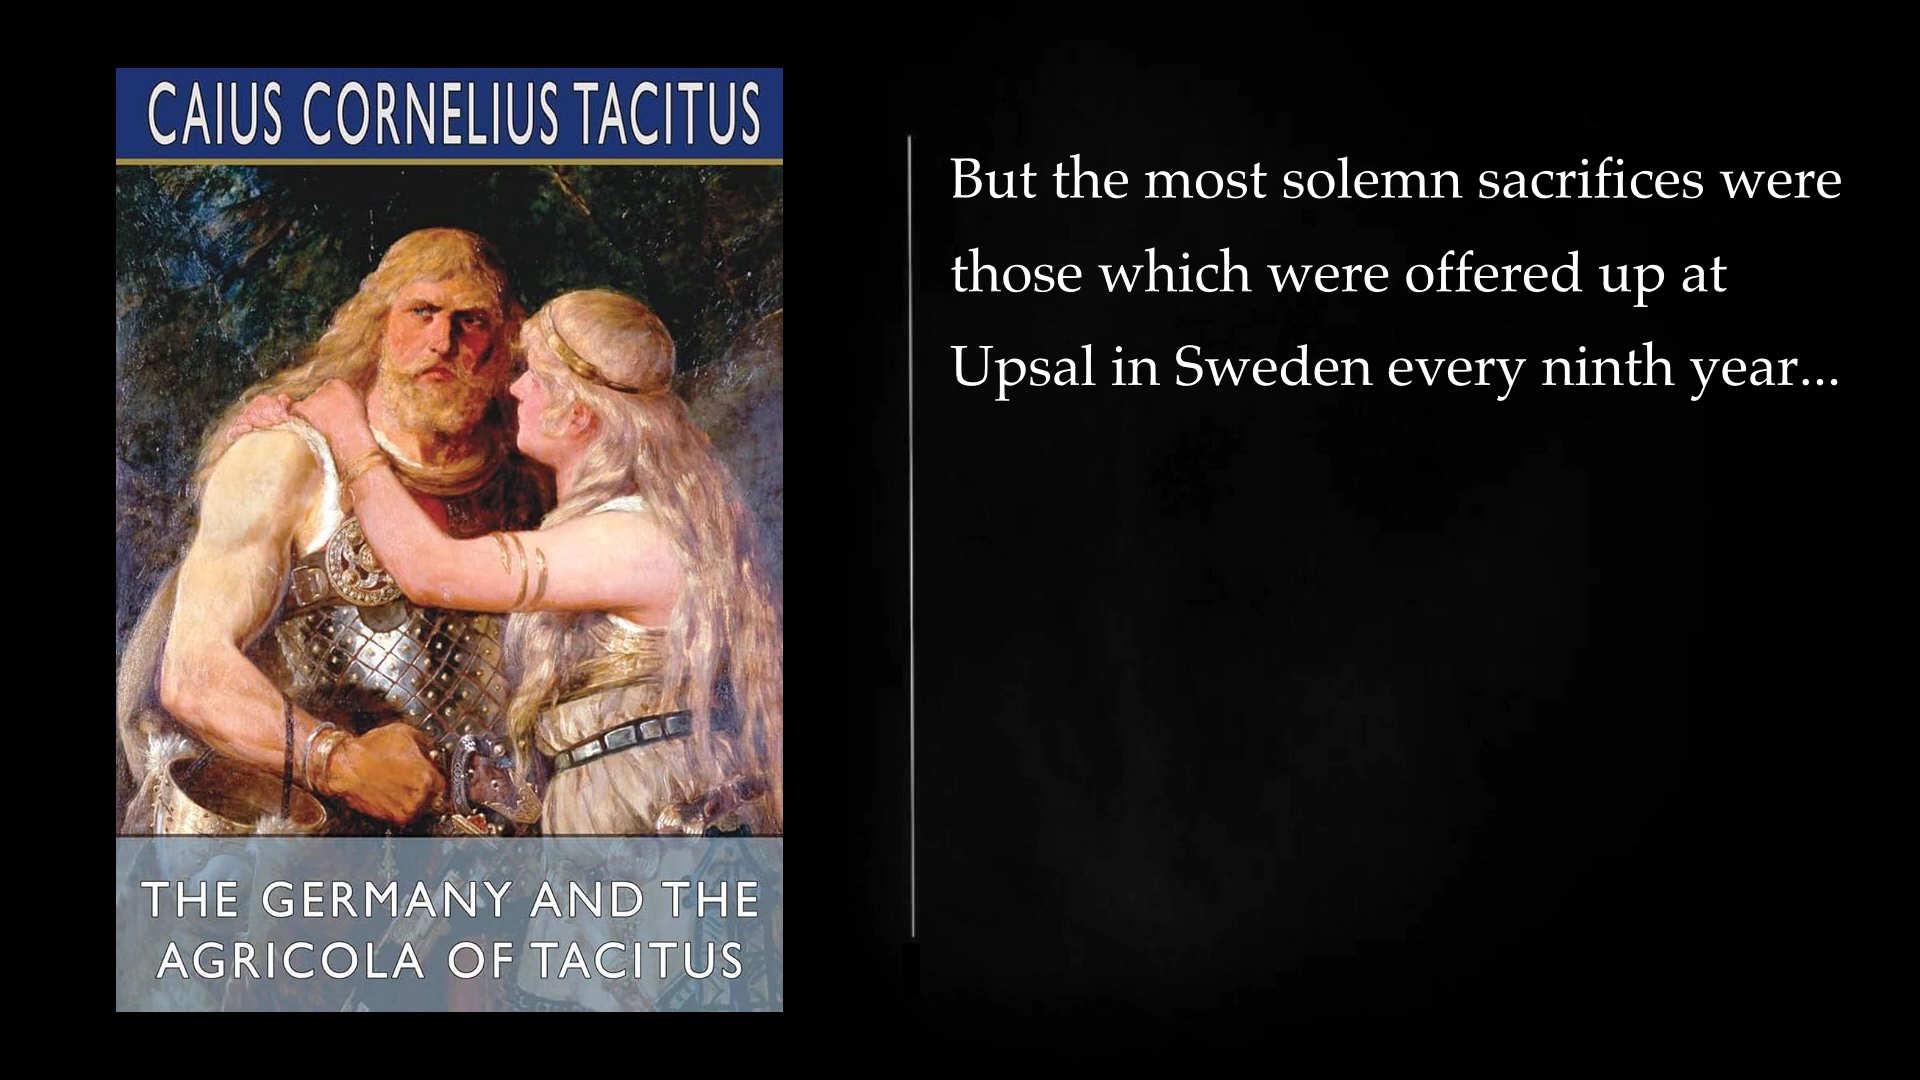 CAIUS CORNELIUS TACITUS
THE GERMANY AND THE
AGRICOLA OF TACITUS
But the most solemn sacrifices were
those which were offered up at
Upsal in Sweden every ninth year...